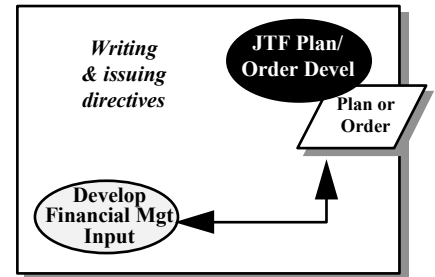 Writing
& issuing
directives
JTF Plan/
Order Devel
Plan or
Order
Develop
Financial Mgt
Input